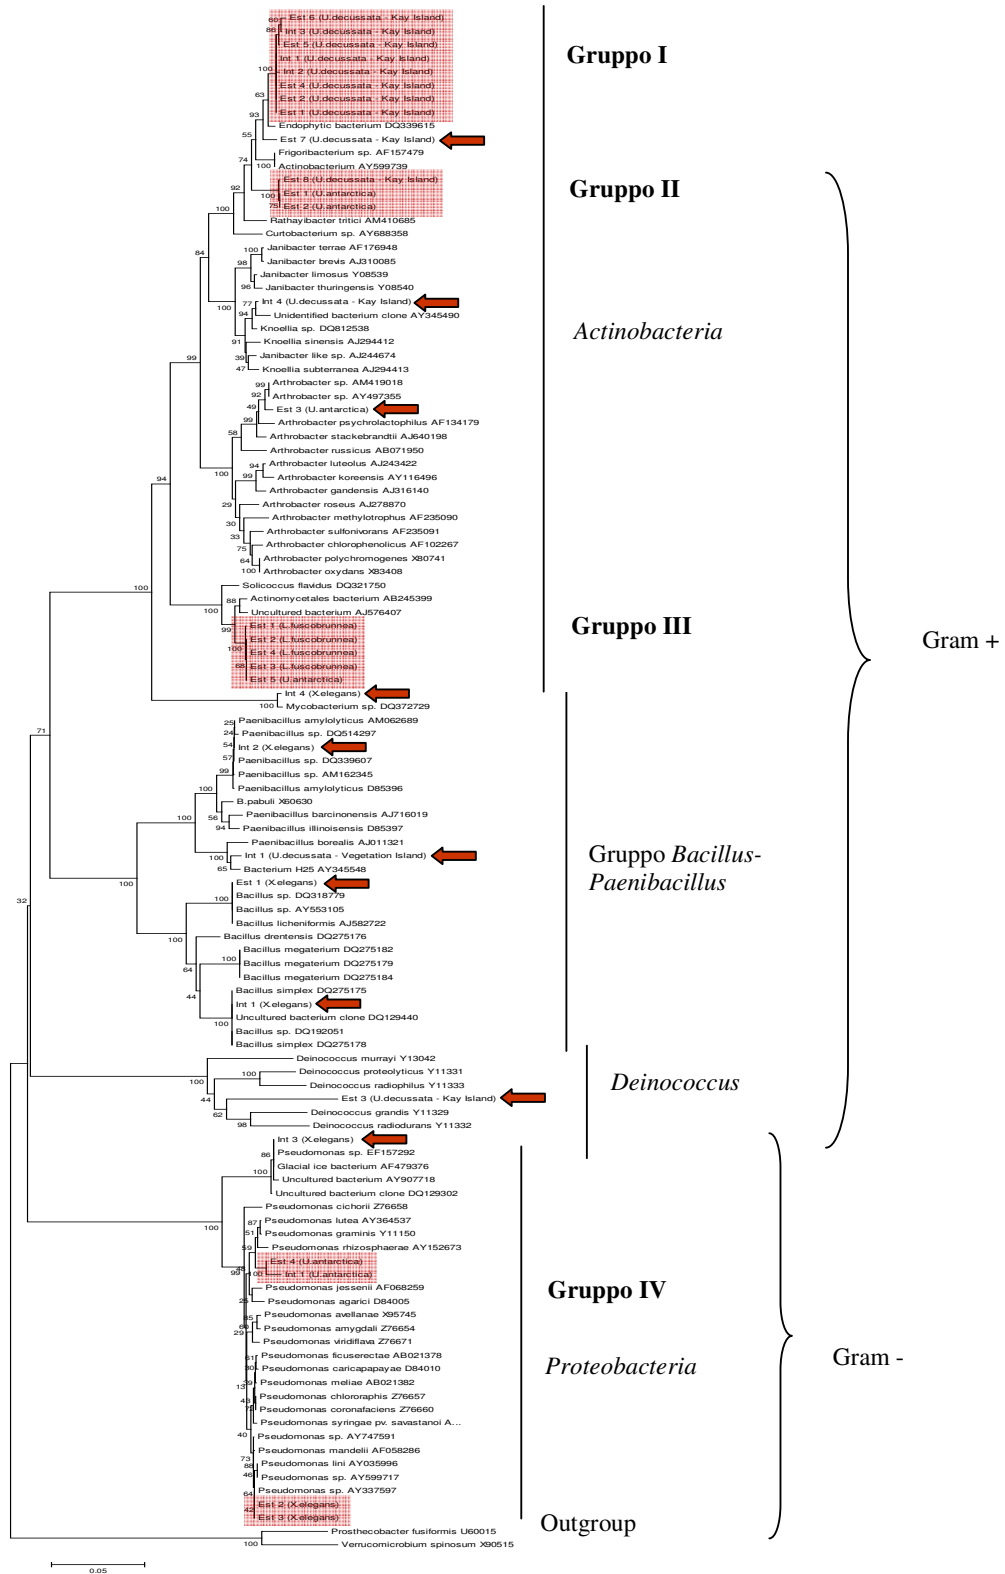 Est 6 (U.decussata - Kay Island)
Int 3 (U.decussata - Kay Island)
Est 5 (U.decussata - Kay Island)
Int 1 (U.decussata - Kay Island)
Int 2 (U.decussata - Kay Island)
Est 4 (U.decussata - Kay Island)
Est 2 (U.decussata - Kay Island)
Est 1 (U.decussata - Kay Island)
Gruppo I
Endophytic bacterium DQ339615
Est 7 (U.decussata - Kay Island)
Frigoribacterium sp. AF157479
Actinobacterium AY599739
Est 8 (U.decussata - Kay Island)
Est 1 (U.antarctica)
Est 2 (U.antarctica)
Gruppo II
Rathayibacter tritici AM410685
Curtobacterium sp. AY688358
Janibacter terrae AF176948
Janibacter brevis AJ310085
Janibacter limosus Y08539
Janibacter thuringensis Y08540
Int 4 (U.decussata - Kay Island)
Unidentified bacterium clone AY345490
Knoellia sp. DQ812538
Actinobacteria
Knoellia sinensis AJ294412
Janibacter like sp. AJ244674
Knoellia subterranea AJ294413
Arthrobacter sp. AM419018
Arthrobacter sp. AY497355
Est 3 (U.antarctica)
Arthrobacter psychrolactophilus AF134179
Arthrobacter stackebrandtii AJ640198
Arthrobacter russicus AB071950
Arthrobacter luteolus AJ243422
Arthrobacter koreensis AY116496
Arthrobacter gandensis AJ316140
Arthrobacter roseus AJ278870
Arthrobacter methylotrophus AF235090
Arthrobacter sulfonivorans AF235091
Arthrobacter chlorophenolicus AF102267
Arthrobacter polychromogenes X80741
Arthrobacter oxydans X83408
Solicoccus flavidus DQ321750
Actinomycetales bacterium AB245399
Uncultured bacterium AJ576407
Est 1 (L.fuscobrunnea)
Est 2 (L.fuscobrunnea)
Est 4 (L.fuscobrunnea)
Est 3 (L.fuscobrunnea)
Est 5 (U.antarctica)
Gruppo III
Gram +
Int 4 (X.elegans)
Mycobacterium sp. DQ372729
Paenibacillus amylolyticus AM062689
Paenibacillus sp. DQ514297
Int 2 (X.elegans)
Paenibacillus sp. DQ339607
Paenibacillus sp. AM162345
Paenibacillus amylolyticus D85396
B.pabuli X60630
Paenibacillus barcinonensis AJ716019
Paenibacillus illinoisensis D85397
Paenibacillus borealis AJ011321
Int 1 (U.decussata - Vegetation Island)
Bacterium H25 AY345548
Gruppo Bacillus-
Paenibacillus
Est 1 (X.elegans)
Bacillus sp. DQ318779
Bacillus sp. AY553105
Bacillus licheniformis AJ582722
Bacillus drentensis DQ275176
Bacillus megaterium DQ275182
Bacillus megaterium DQ275179
Bacillus megaterium DQ275184
Bacillus simplex DQ275175
Int 1 (X.elegans)
Uncultured bacterium clone DQ129440
Bacillus sp. DQ192051
Bacillus simplex DQ275178
Deinococcus murrayi Y13042
Deinococcus proteolyticus Y11331
Deinococcus radiophilus Y11333
Deinococcus
Est 3 (U.decussata - Kay Island)
Deinococcus grandis Y11329
Deinococcus radiodurans Y11332
Int 3 (X.elegans)
Pseudomonas sp. EF157292
Glacial ice bacterium AF479376
Uncultured bacterium AY907718
Uncultured bacterium clone DQ129302
Pseudomonas cichorii Z76658
Pseudomonas lutea AY364537
Pseudomonas graminis Y11150
Pseudomonas rhizosphaerae AY152673
Est 4 (U.antarctica)
Int 1 (U.antarctica)
Pseudomonas jessenii AF068259
Gruppo IV
Pseudomonas agarici D84005
Pseudomonas avellanae X95745
Pseudomonas amygdali Z76654
Pseudomonas viridiflava Z76671
Pseudomonas ficuserectae AB021378
Gram -
Pseudomonas caricapapayae D84010
Proteobacteria
Pseudomonas meliae AB021382
Pseudomonas chlororaphis Z76657
Pseudomonas coronafaciens Z76660
Pseudomonas syringae pv. savastanoi A...
Pseudomonas sp. AY747591
Pseudomonas mandelii AF058286
Pseudomonas lini AY035996
Pseudomonas sp. AY599717
Pseudomonas sp. AY337597
Est 2 (X.elegans)
Est 3 (X.elegans)
Outgroup
Prosthecobacter fusiformis U60015
Verrucomicrobium spinosum X90515
0.05